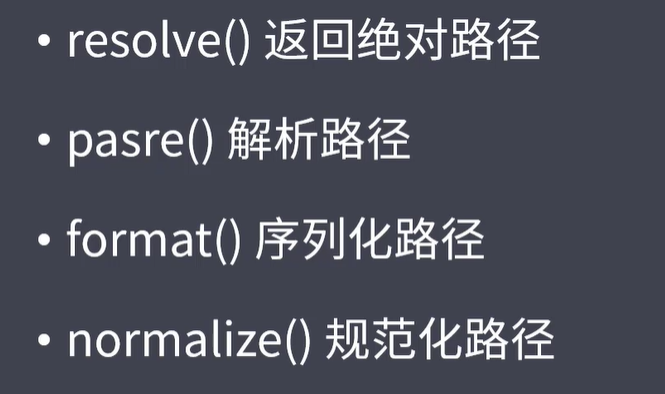 • resolve() 返回绝对路径
• pasre() 解析路径
• format() 序列化路径
• normalize() 规范化路径